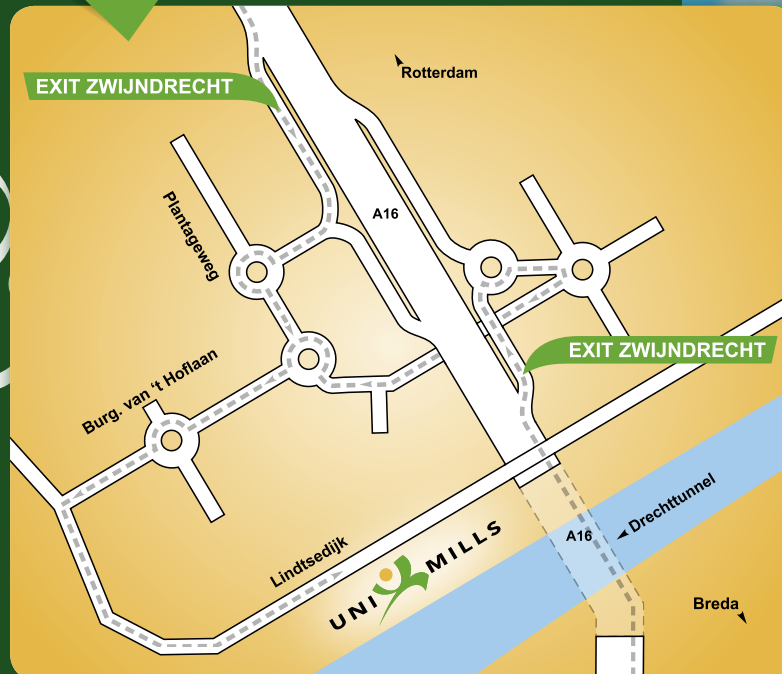 Rotterdam
EXIT ZWIJNDRECHT
A16
Plantageweg
EXIT ZWIJNDRECHT
Burg. van ‘t Hoflaan
Drechttunnel
A16
Lindtsedijk
UNI MILLS
Breda